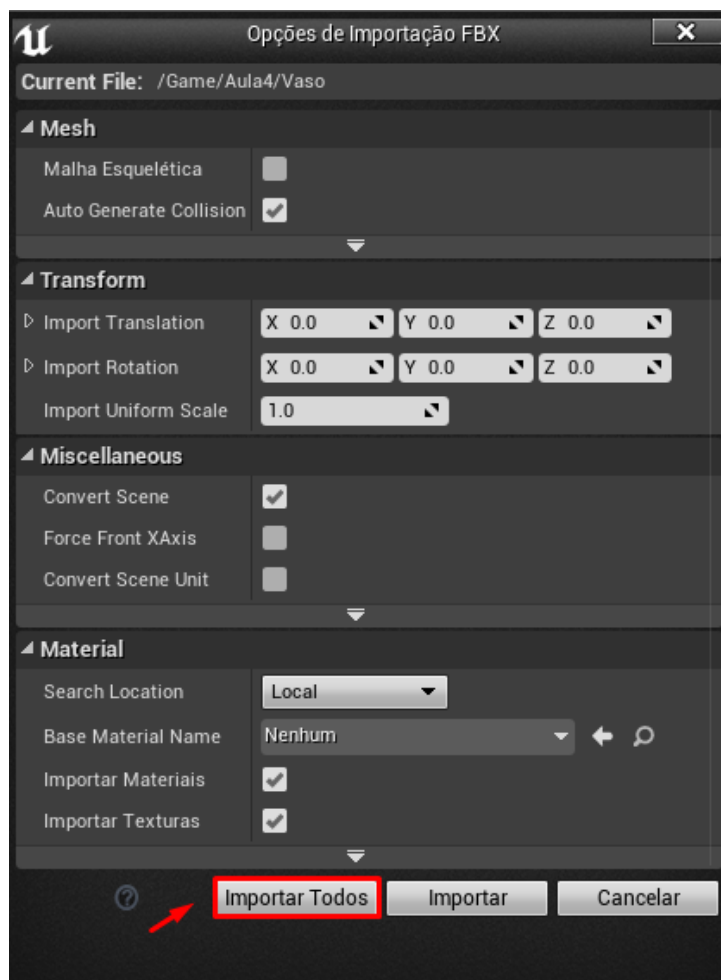 Opções de Importação FBX
Current File: /Game/Aula4/Vaso
Mesh
Malha Esquelética
Auto Generate Collision
Transform
Import Translation X 0.0 Y 0.0 Z 0.0
Import Rotation X 0.0 Y 0.0 Z 0.0
Import Uniform Scale 1.0
Miscellaneous
Convert Scene
Force Front XAxis
Convert Scene Unit
Material
Search Location Local
Base Material Name Nenhum
Importar Materiais
Importar Texturas
? Importar Todos Importar Cancelar